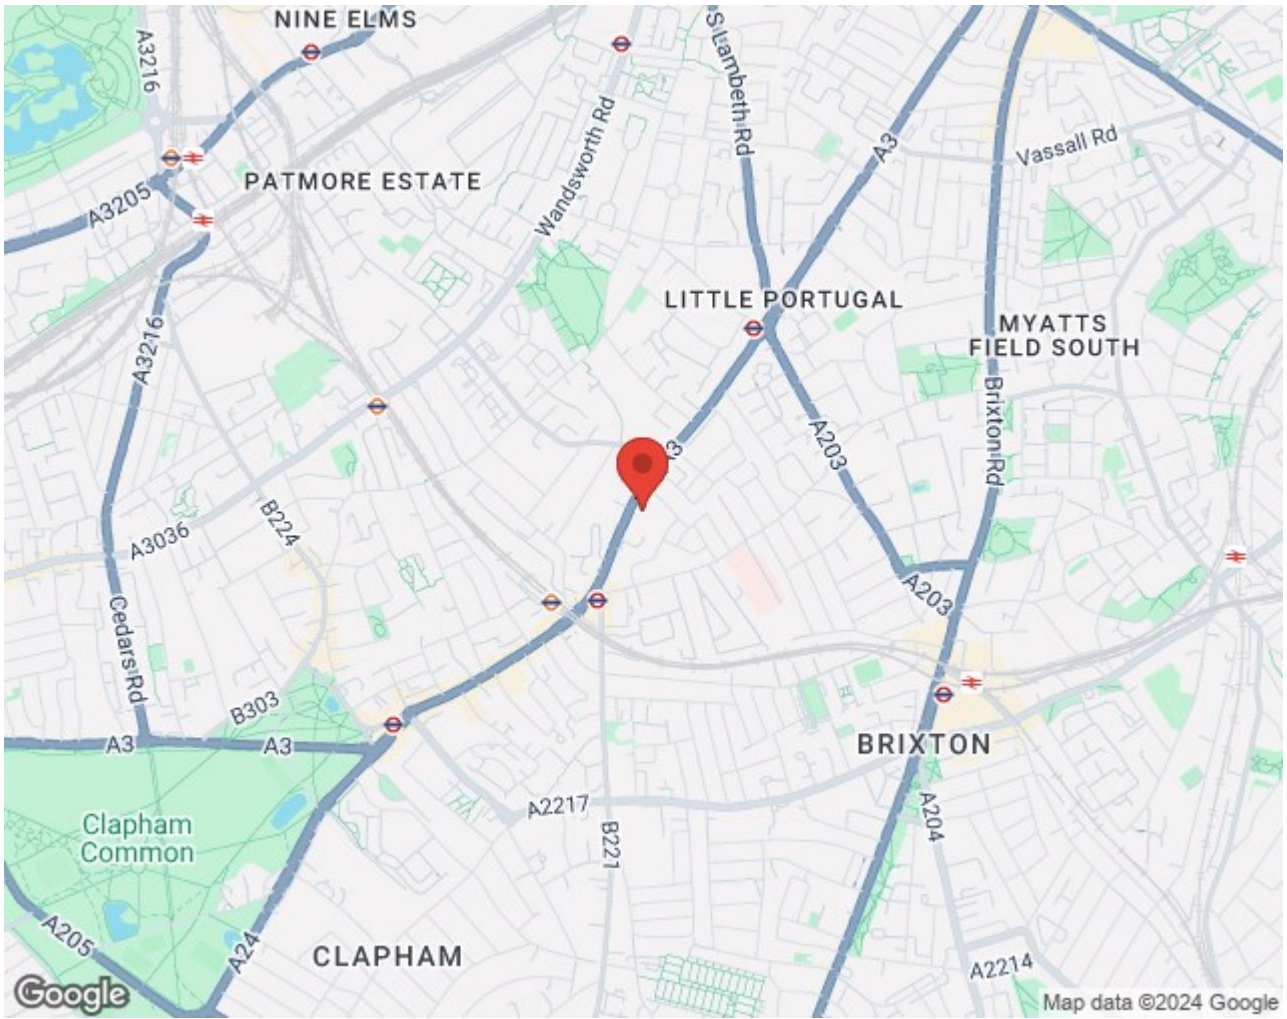 NINE ELMS
A3216
S Lambeth Rd
Wandsworth Rd
A3
Vassall Rd
PATMORE ESTATE
A3205
LITTLE PORTUGAL
MYATTS
FIELD SOUTH
A3216
Brixton Rd
A203
A3
B224
A3036
A203
Cedars Rd
B303
A3
A3
BRIXTON
A2217
A204
B221
Clapham
Common
A205
A24
CLAPHAM
A2214
Google
Map data ©2024 Google